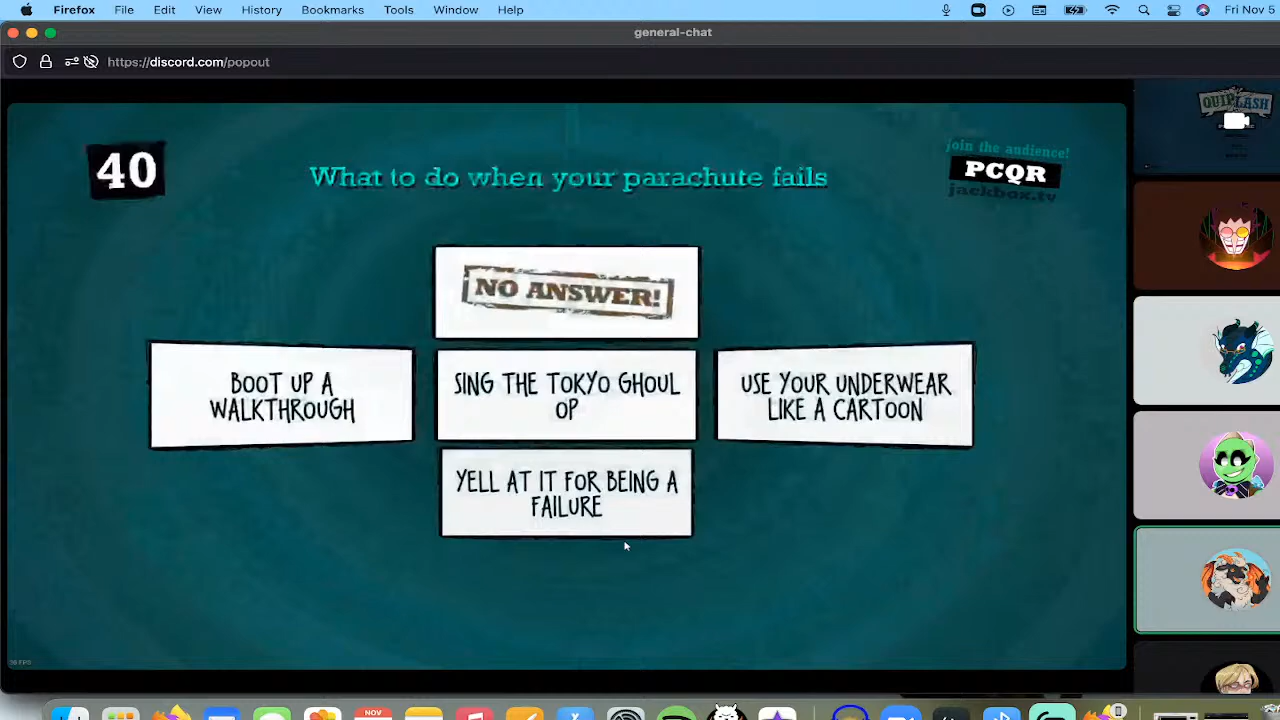 Firefox File Edit View History Bookmarks Tools Window Help Fri Nov 5
general-chat
https://discord.com/popout
QUIPLASH
40
What to do when your parachute fails
join the audience!
PCQR
jackbox.tv
NO ANSWER!
BOOT UP A
WALKTHROUGH
SING THE TOKYO GHOUL
OP
USE YOUR UNDERWEAR
LIKE A CARTOON
YELL AT IT FOR BEING A
FAILURE
NOV